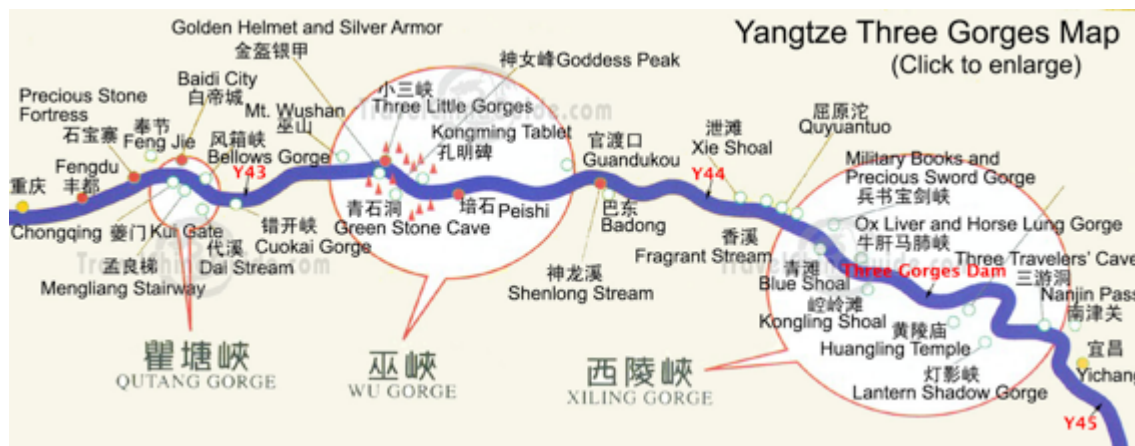 Yangtze Three Gorges Map
(Click to enlarge)
Golden Helmet and Silver Armor
金盔银甲
神女峰Goddess Peak
Baidi City
白帝城
小三峡
Three Little Gorges
Precious Stone
Fortress
石宝寨
奉节
Feng Jie
风箱峡
Bellows Gorge
Mt. Wushan
巫山
Kongming Tablet
孔明碑
官渡口
Guandukou
泄滩
Xie Shoal
屈原沱
Quyuantuo
Military Books and
Precious Sword Gorge
兵书宝剑峡
Fengdu
丰都
Y43
Y44
重庆
Chongqing
Ox Liver and Horse Lung Gorge
牛肝马肺峡
夔门 Kui Gate
错开峡
Cuokai Gorge
青石洞
Green Stone Cave
培石
Peishi
巴东
Badong
香溪
Fragrant Stream
代溪
Dai Stream
孟良梯
Mengliang Stairway
神龙溪
Shenlong Stream
青滩
Blue Shoal
Three Gorges Dam
Three Travelers' Cave
三游洞
Nanjin Pass
南津关
崆岭滩
Kongling Shoal
黄陵庙
Huangling Temple
灯影峡
Lantern Shadow Gorge
宜昌
Yichang
Y45
瞿塘峽
QUTANG GORGE
巫峽
WU GORGE
西陵峽
XILING GORGE